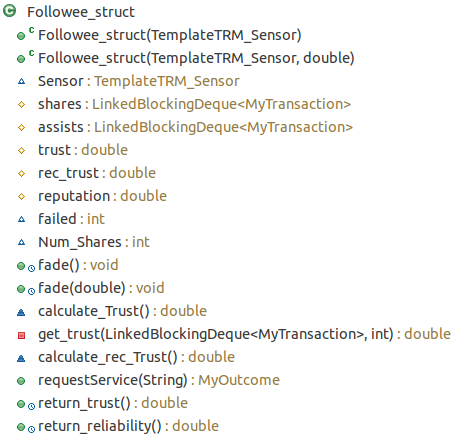 Followee_struct
Followee_struct(TemplateTRM_Sensor)
Followee_struct(TemplateTRM_Sensor, double)
Sensor : TemplateTRM_Sensor
shares : LinkedBlockingDeque<MyTransaction>
assists : LinkedBlockingDeque<MyTransaction>
trust : double
rec_trust : double
reputation : double
failed : int
Num_Shares : int
fade() : void
fade(double) : void
calculate_Trust() : double
get_trust(LinkedBlockingDeque<MyTransaction>, int) : double
calculate_rec_Trust() : double
requestService(String) : MyOutcome
return_trust() : double
return_reliability() : double